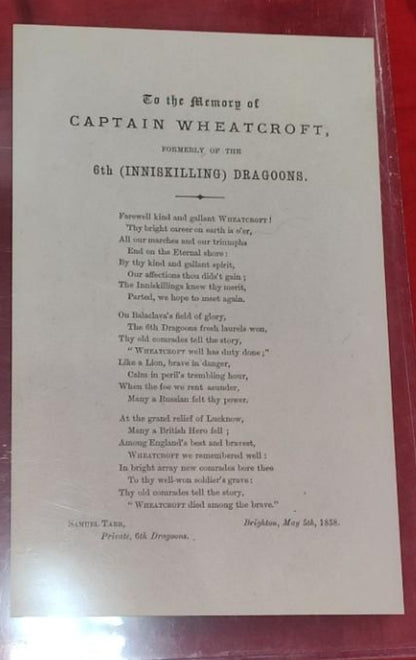 To the Memory of
CAPTAIN WHEATCROFT,
FORMERLY OF THE
6th (INNISKILLING) DRAGOONS.
Farewell kind and gallant WHEATCROFT!
'Thy bright career on earth is o'er,
All our marches and our triumphs
End on the Eternal shore:
By thy kind and gallant spirit,
Our affections thou didst gain;
The Inniskillings knew thy merit,
Parted, we hope to meet again.
On Balaclava's field of glory,
The 6th Dragoons fresh laurels won,
Thy old comrades tell the story,
"WHEATCROFT well has duty done;"
Like a Lion, brave in danger,
Calm in peril's trembling hour,
When the foe we rent asunder,
Many a Russian felt thy power.
At the grand relief of Lucknow,
Many a British Hero fell;
Among England's best and bravest,
WHEATCROFT we remembered well:
In bright array new comrades bore thee
To thy well-won soldier's grave:
Thy old comrades tell the story,
"WHEATCROFT died among the brave."
SAMUEL TABB, Brighton, May 5th, 1858.
Private, 6th Dragoons.